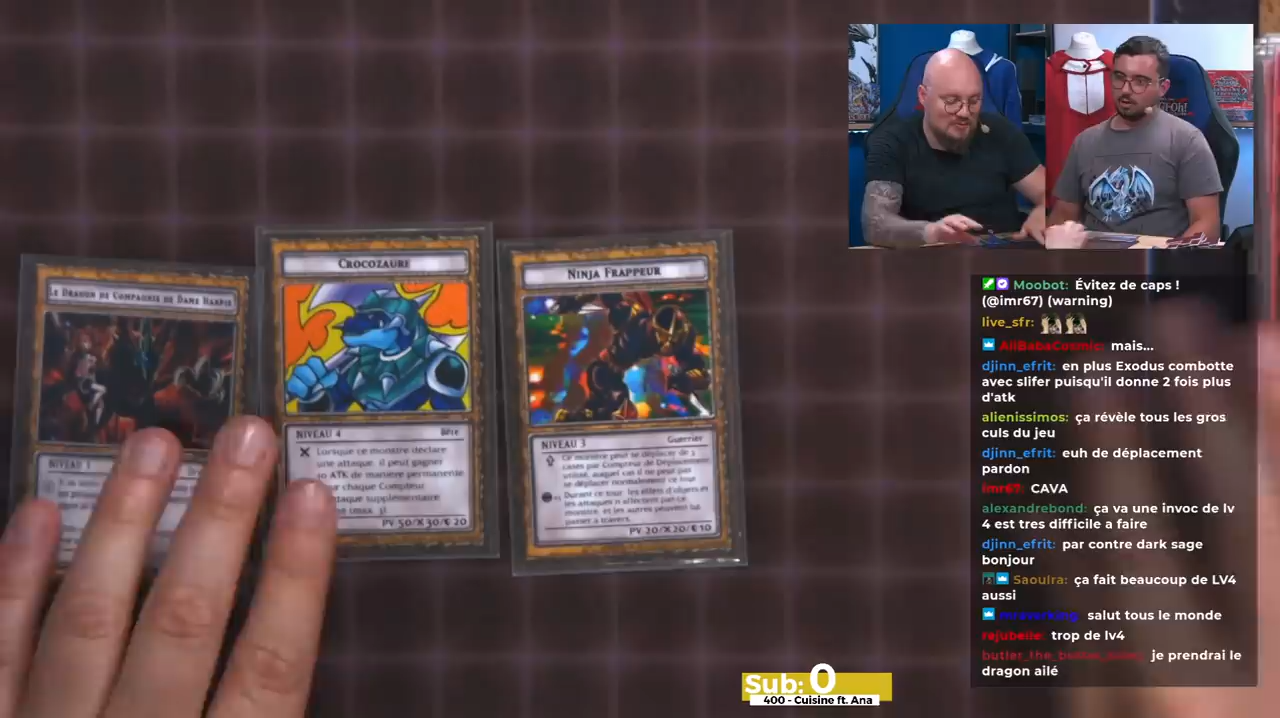 Le Dragon de Compagnie de Dame Harpie
NIVEAU 1
Crocozaure
NIVEAU 4
Bête
Lorsque ce monstre déclare
une attaque, il peut gagner
10 ATK de manière permanente
chaque Compteur
attaque supplémentaire
(max. 3).
PV 50/X 30/€ 20
Ninja Frappeur
NIVEAU 3
Guerrier
Ce monstre peut se déplacer de 3
cases par Compteur de Déplacement
utilisé, auquel cas il ne peut pas
se déplacer normalement ce tour
Durant ce tour, les effets d'objets et
les attaques n'affectent pas ce
monstre, et les autres peuvent lui
passer à travers.
PV 20/X 20/€ 10
Moobot: Évitez de caps !
(@imr67) (warning)
live_sfr:
AliBabaCosmic: mais...
djinn_efrit: en plus Exodus combotte
avec slifer puisqu'il donne 2 fois plus
d'atk
alienissimos: ça révèle tous les gros
culs du jeu
djinn_efrit: euh de déplacement
pardon
imr67: CAVA
alexandrebond: ça va une invoc de lv
4 est tres difficile a faire
djinn_efrit: par contre dark sage
bonjour
Saoulra: ça fait beaucoup de LV4
aussi
salut tous le monde
rejubelle: trop de lv4
je prendrai le
dragon ailé
Sub: 0
400 - Cuisine ft. Ana